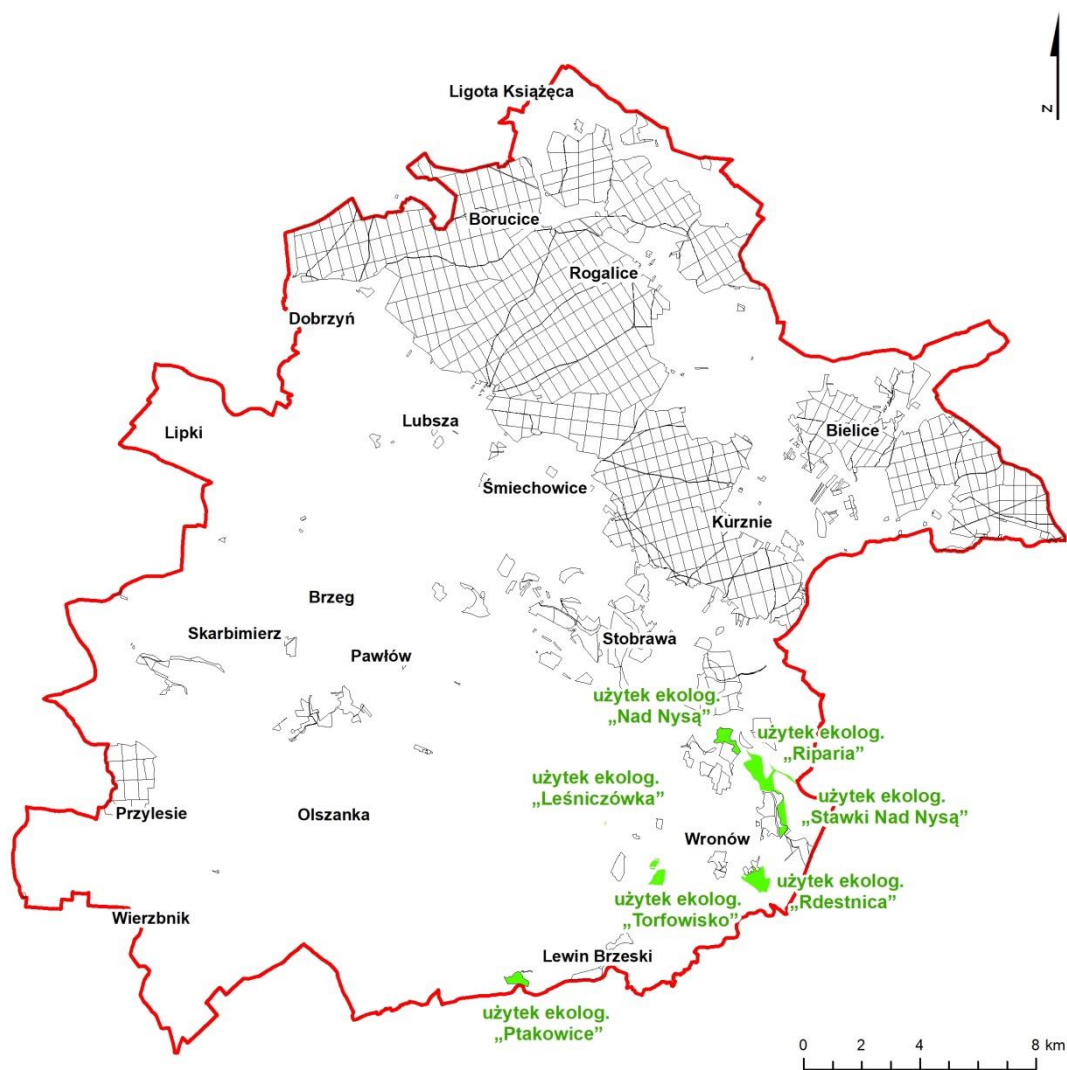 Ligota Książęca
N
Borucice
Rogalice
Dobrzyń
Lubsza
Lipki
Bielice
Śmiechowice
Kurznie
Brzeg
Skarbimierz
Stobrawa
Pawłów
użytek ekolog.
„Nad Nysą”
użytek ekolog.
„Riparia”
użytek ekolog.
„Leśniczówka”
użytek ekolog.
„Stawki Nad Nysą”
Przylesie
Olszanka
Wronów
użytek ekolog.
„Rdestnica”
użytek ekolog.
„Torfowisko”
Wierzbnik
Lewin Brzeski
użytek ekolog.
„Ptakowice”
0 2 4 8 km